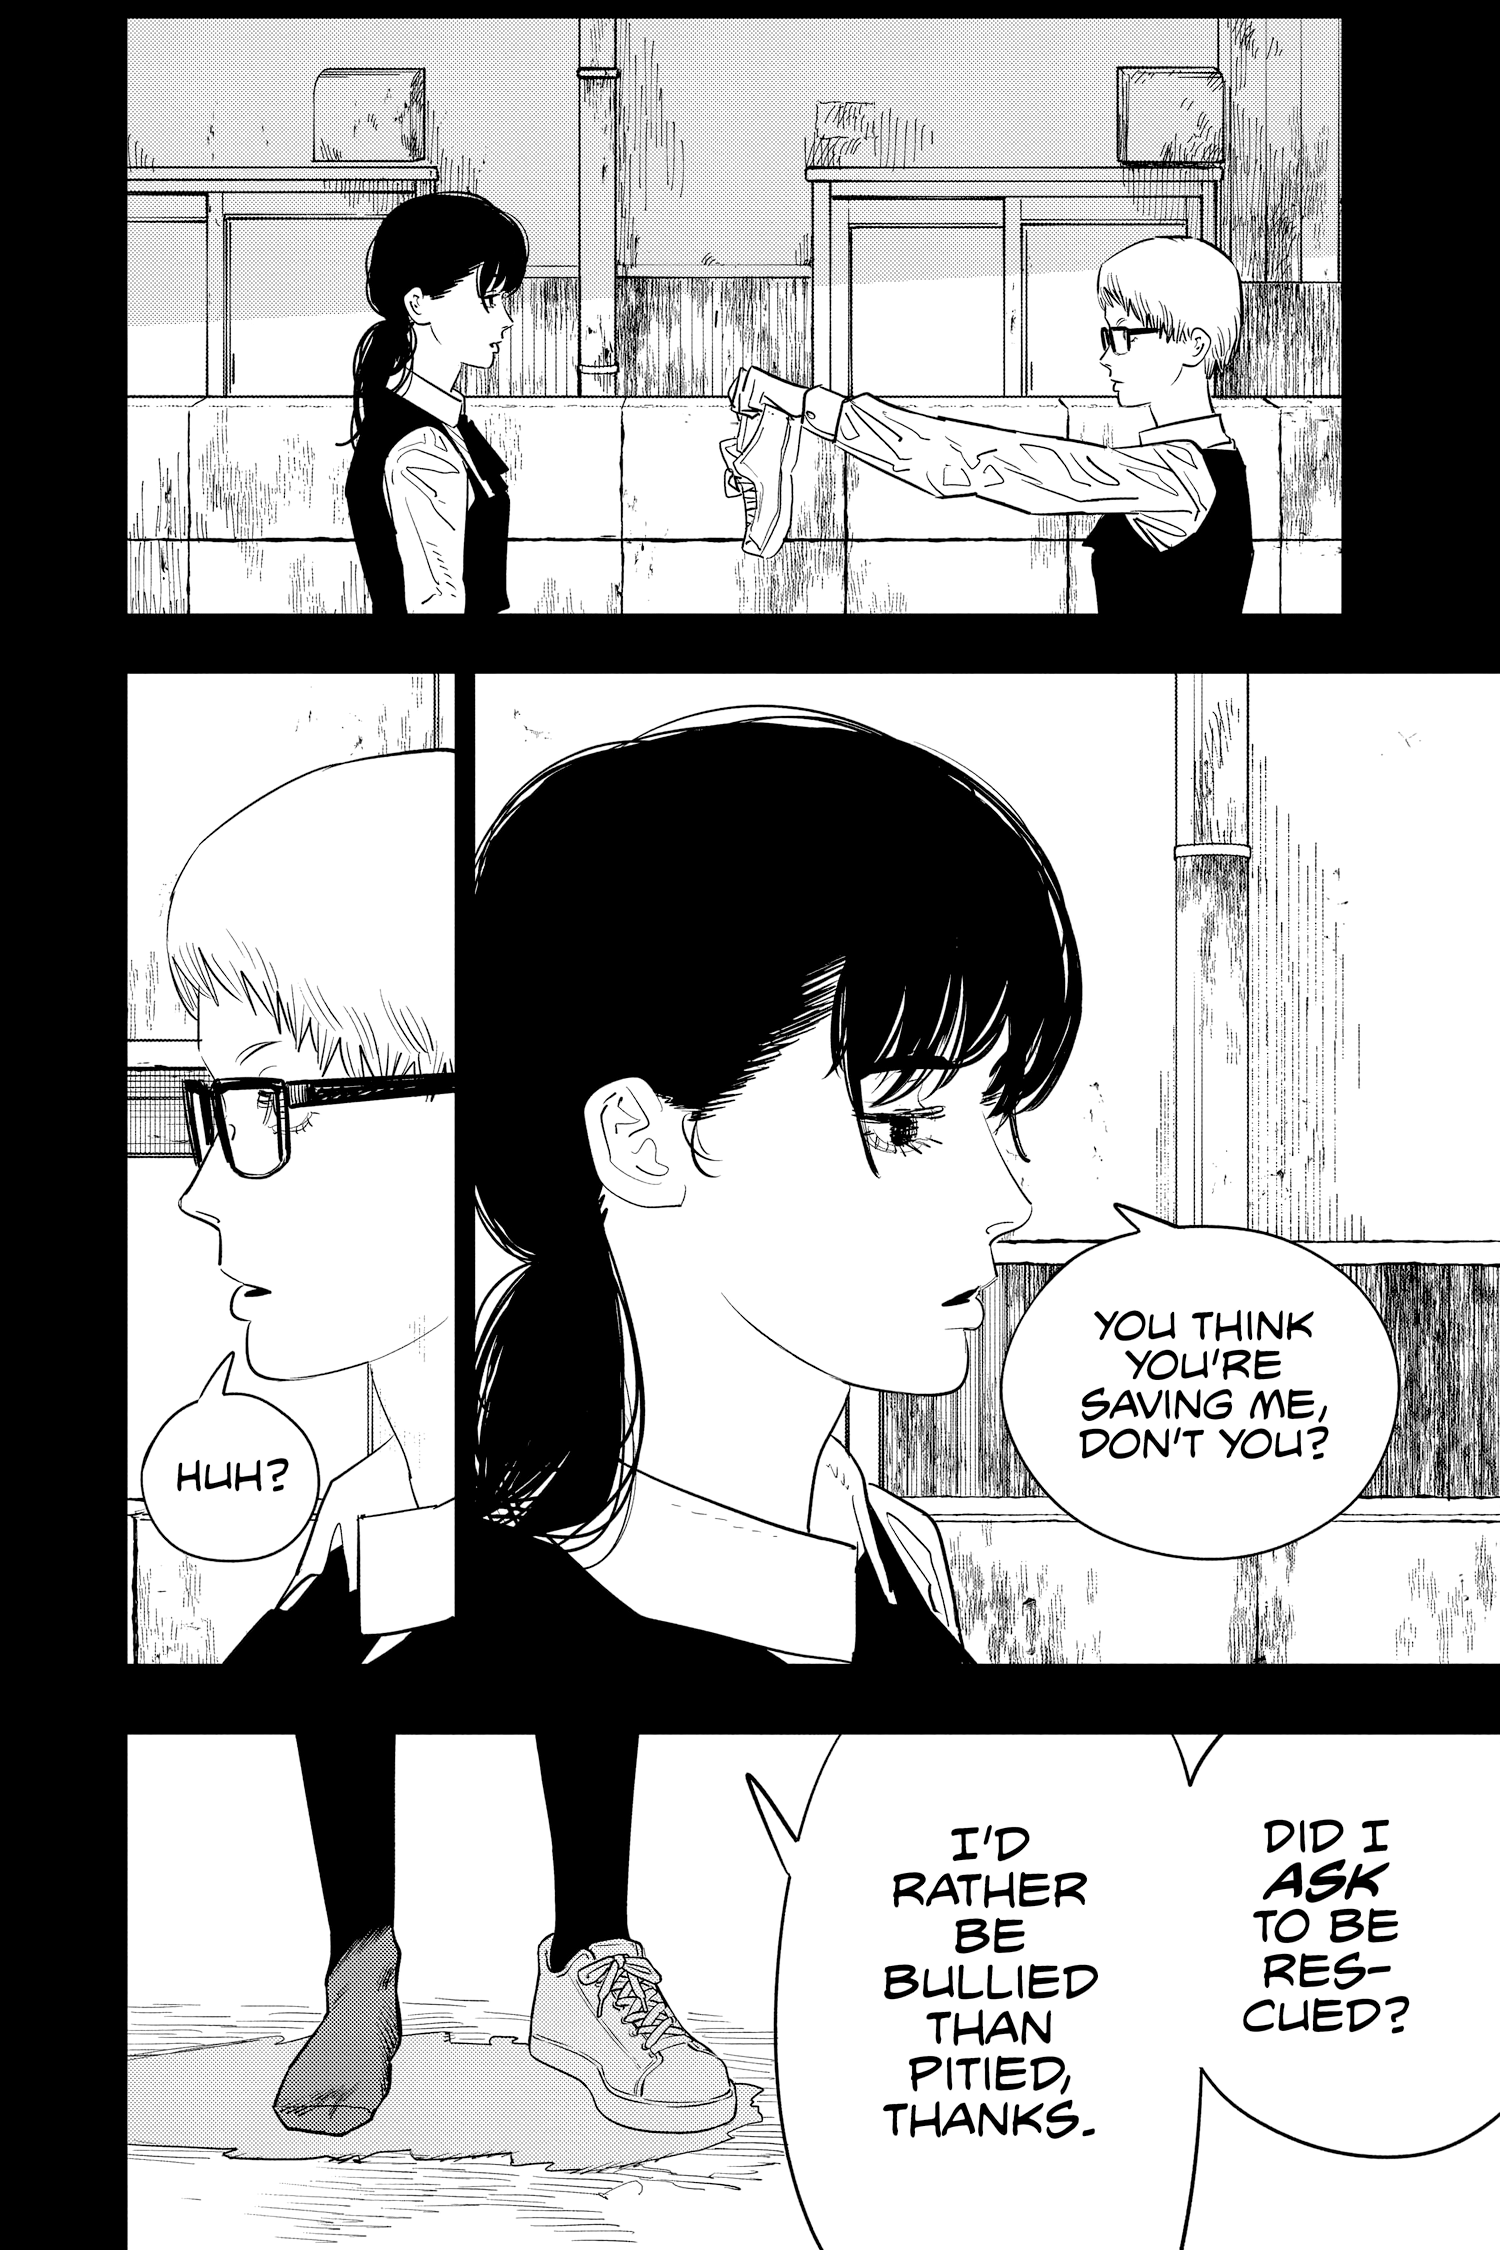 YOU THINK
YOU'RE
SAVING ME,
DON'T YOU?
HUH?
DID I
ASK
TO BE
RES-
CUED?
I'D
RATHER
BE
BULLIED
THAN
PITIED,
THANKS.